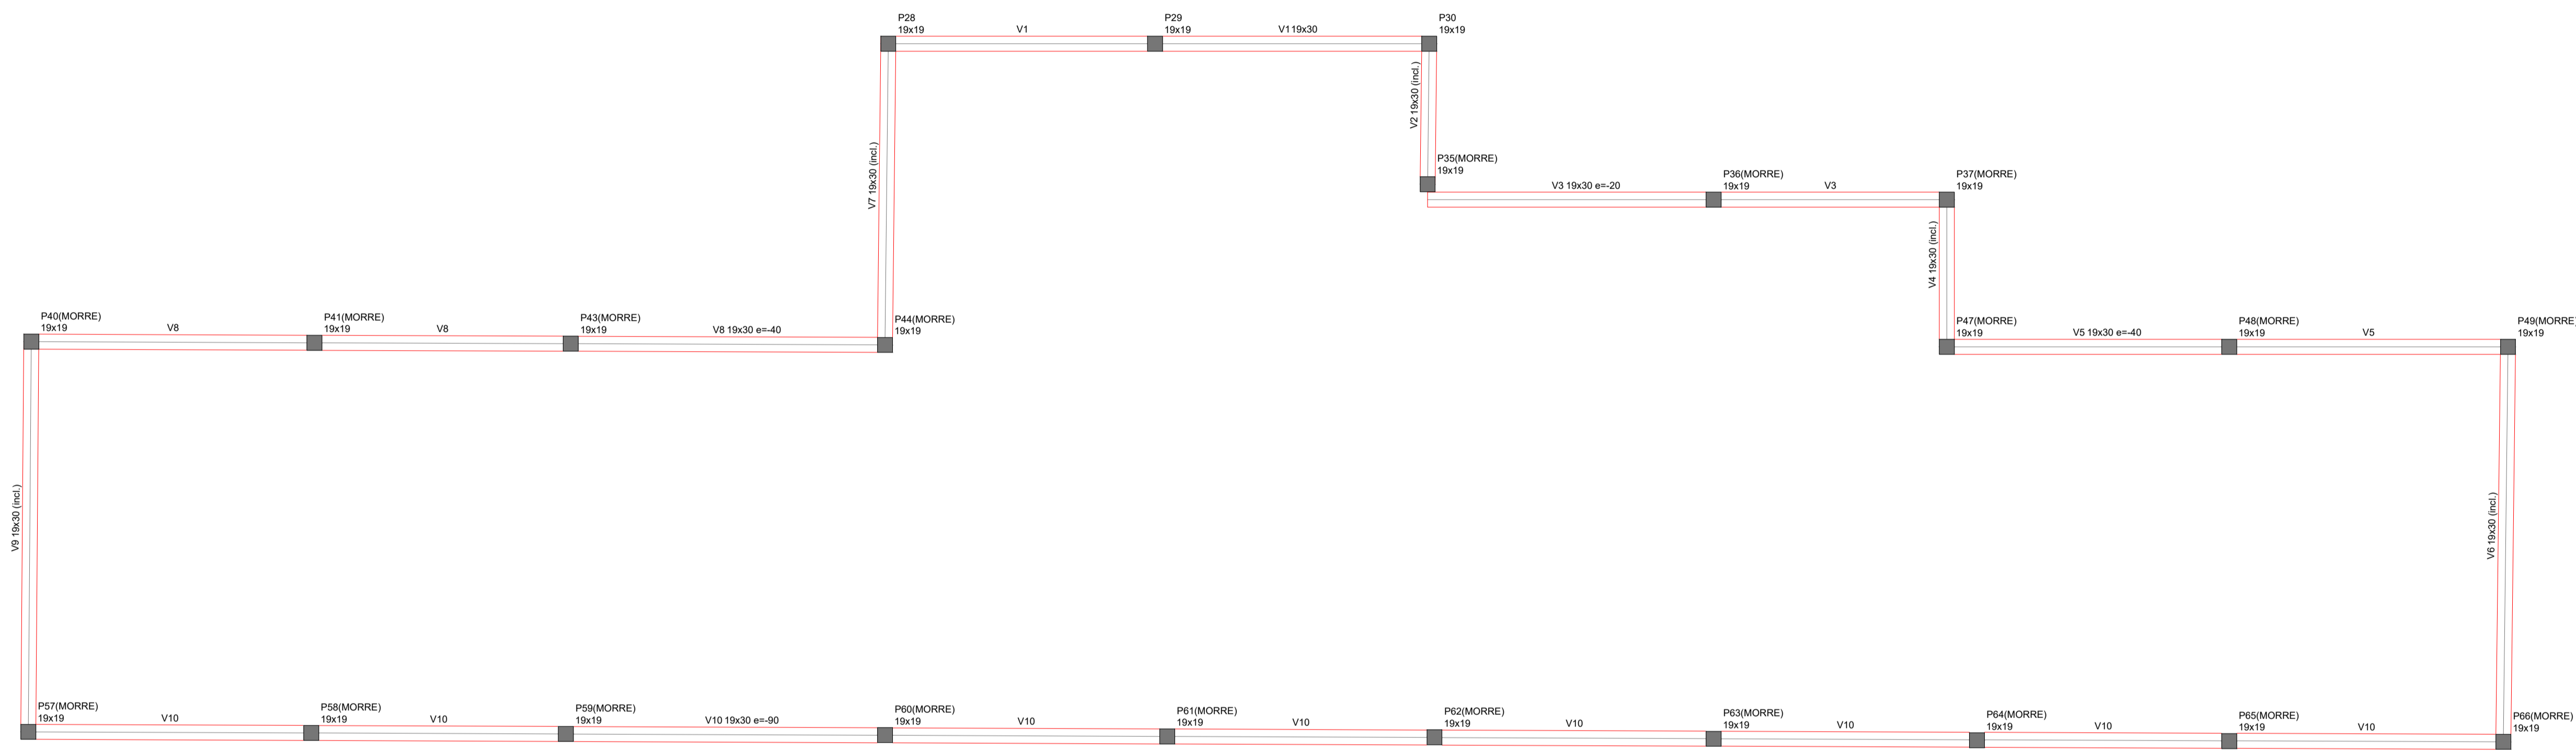 P28
19x19
V1
P29
19x19
V119x30
P30
19x19
V2 19x30 (incl.)
V7 19x30 (incl.)
P35(MORRE)
19x19
V3 19x30 e=-20
P36(MORRE)
19x19
V3
P37(MORRE)
19x19
V4 19x30 (incl.)
P40(MORRE)
19x19
V8
P41(MORRE)
19x19
V8
P43(MORRE)
19x19
V8 19x30 e=-40
P44(MORRE)
19x19
P47(MORRE)
19x19
V5 19x30 e=-40
P48(MORRE)
19x19
V5
P49(MORRE)
19x19
V9 19x30 (incl.)
V6 19x30 (incl.)
P57(MORRE)
19x19
V10
P58(MORRE)
19x19
V10
P59(MORRE)
19x19
V10 19x30 e=-90
P60(MORRE)
19x19
V10
P61(MORRE)
19x19
V10
P62(MORRE)
19x19
V10
P63(MORRE)
19x19
V10
P64(MORRE)
19x19
V10
P65(MORRE)
19x19
V10
P66(MORRE)
19x19